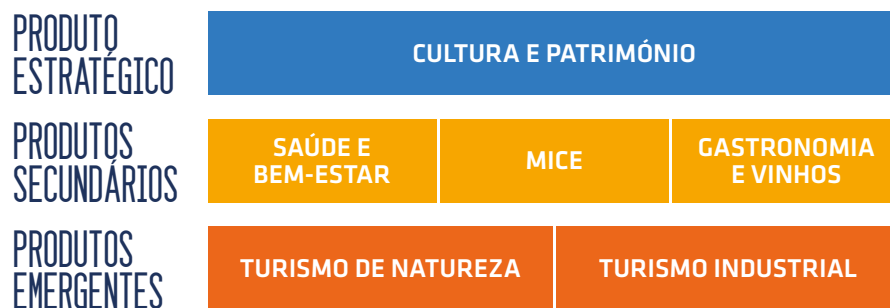 PRODUTO
ESTRATÉGICO
CULTURA E PATRIMÓNIO
PRODUTOS
SECUNDÁRIOS
SAÚDE E
BEM-ESTAR
MICE
GASTRONOMIA
E VINHOS
PRODUTOS
EMERGENTES
TURISMO DE NATUREZA
TURISMO INDUSTRIAL